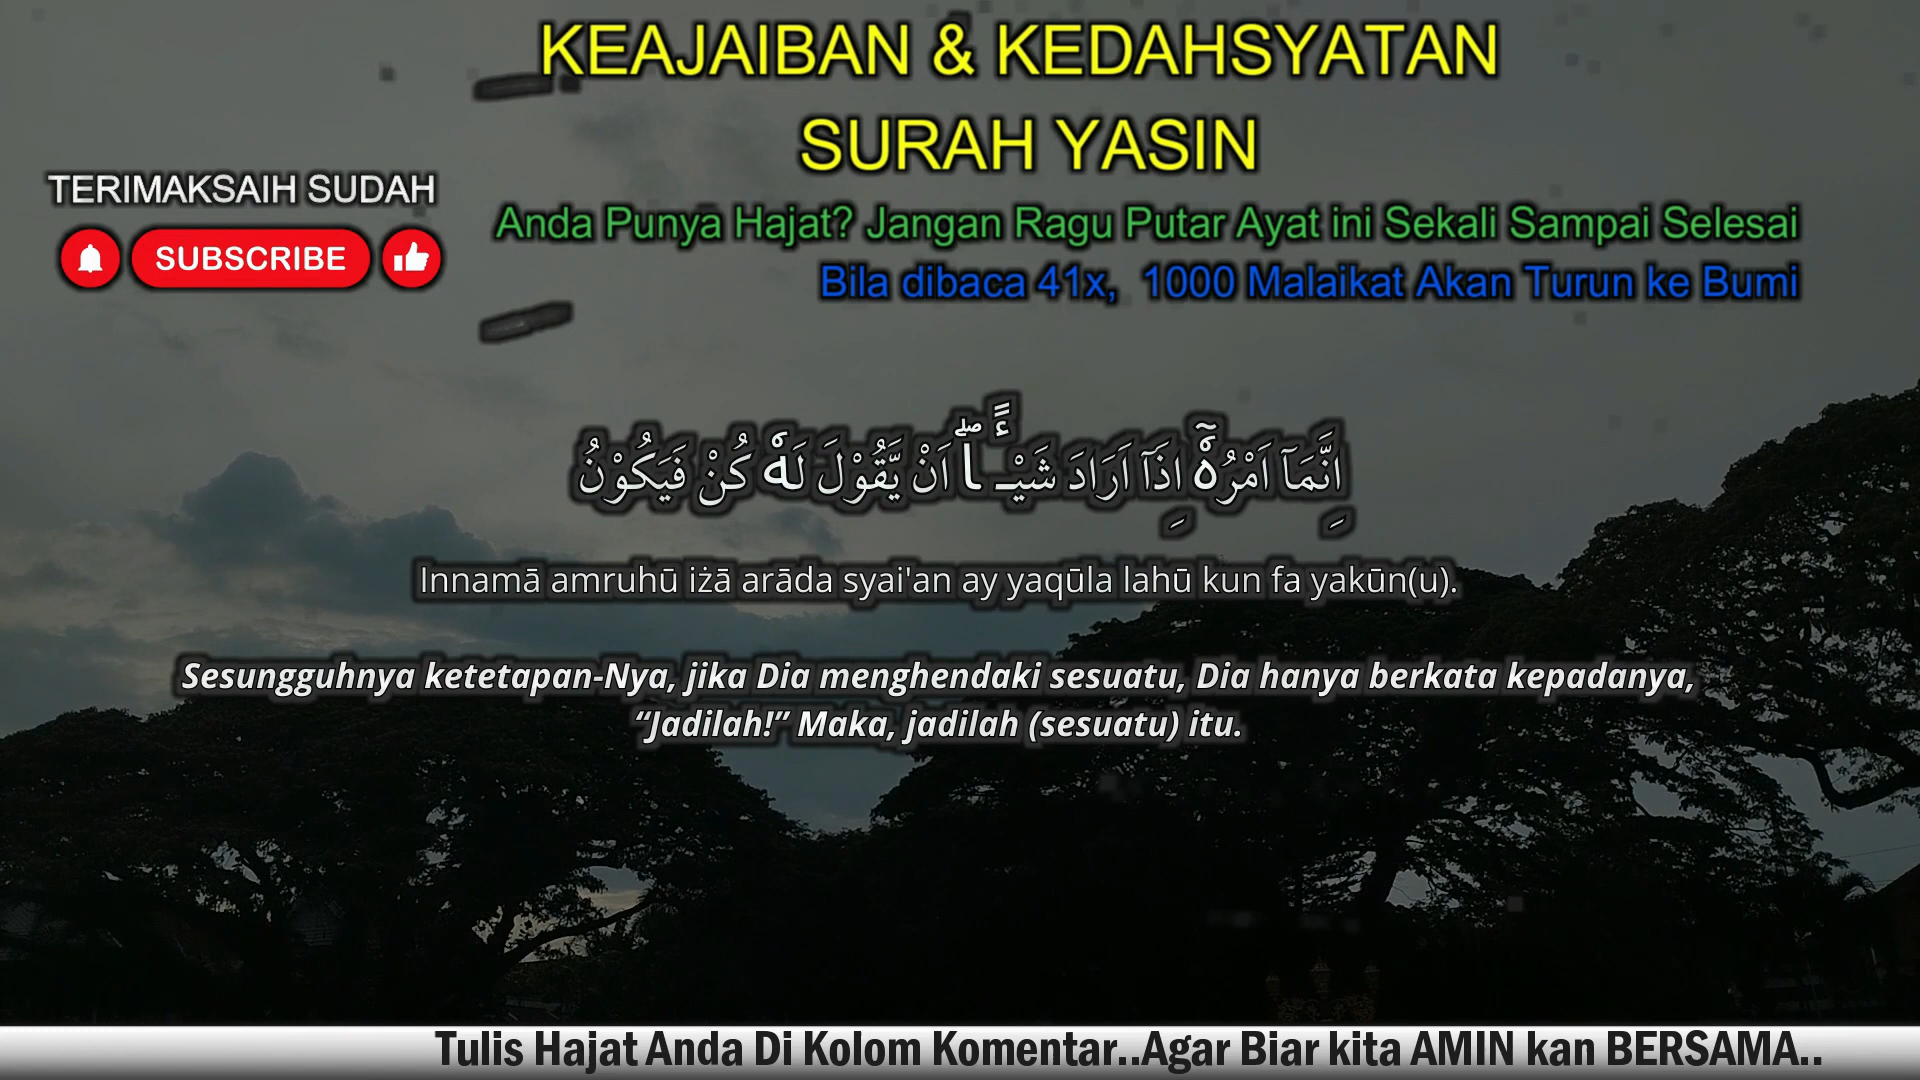 KEAJAIBAN & KEDAHSYATAN
SURAH YASIN
TERIMAKSAIH SUDAH
SUBSCRIBE
Anda Punya Hajat? Jangan Ragu Putar Ayat ini Sekali Sampai Selesai
Bila dibaca 41x, 1000 Malaikat Akan Turun ke Bumi
اِنَّمَآ اَمْرُهٗٓ اِذَآ اَرَادَ شَيْـًٔاۖ اَنْ يَّقُوْلَ لَهٗ كُنْ فَيَكُوْنُ
Innamā amruhū iżā arāda syai'an ay yaqūla lahū kun fa yakūn(u).
Sesungguhnya ketetapan-Nya, jika Dia menghendaki sesuatu, Dia hanya berkata kepadanya,
“Jadilah!” Maka, jadilah (sesuatu) itu.
Tulis Hajat Anda Di Kolom Komentar..Agar Biar kita AMIN kan BERSAMA..